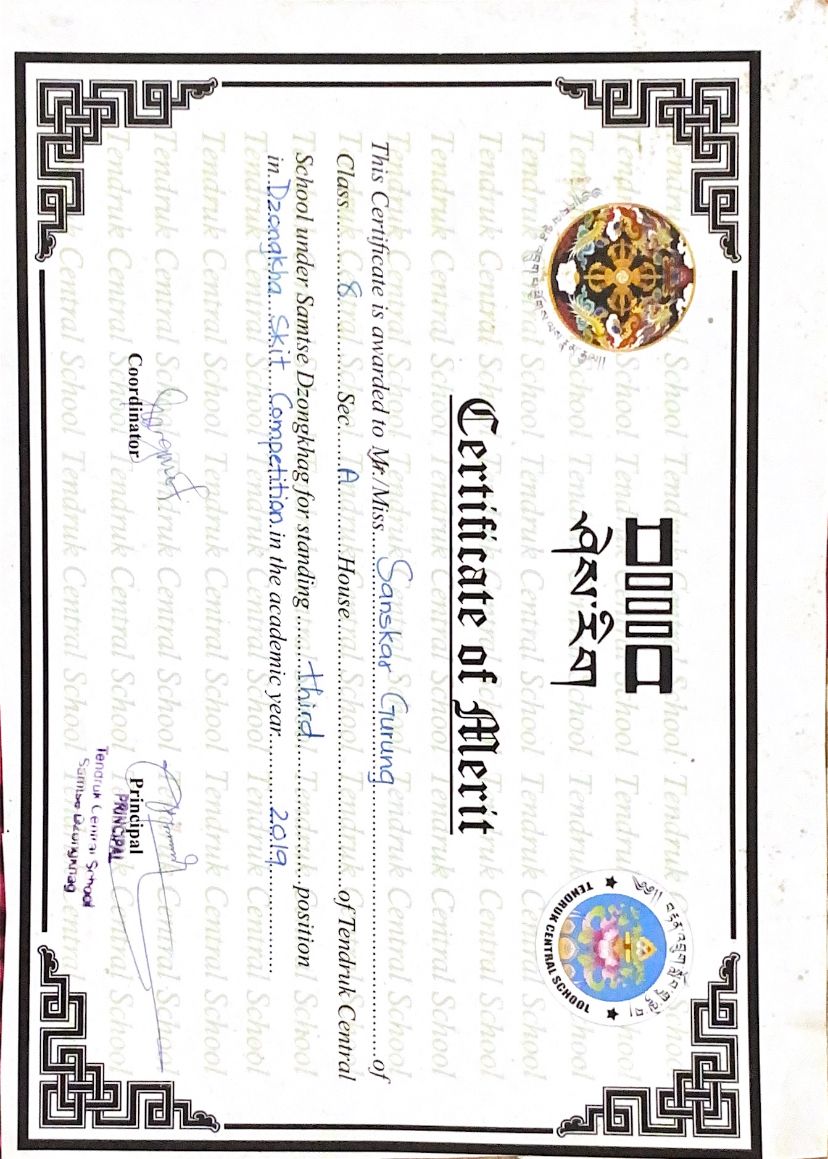 ཤེས་རིག
Certificate of Merit
This Certificate is awarded to Mr./Miss....Sanskar Gurung....of
Class....8....Sec....A....House....of Tendruk Central
School under Samtse Dzongkhag for standing....third....position
in..Dzongkha Skit Competition.in the academic year....2019....
Coordinator
Principal
PRINCIPAL
Tendruk Central School
Samtse Dzongkhag
TENDRUK CENTRAL SCHOOL